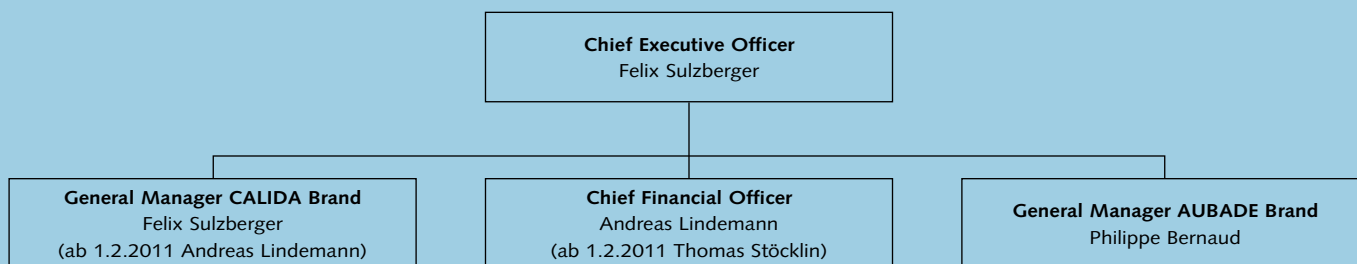 Chief Executive Officer
Felix Sulzberger
General Manager CALIDA Brand
Felix Sulzberger
(ab 1.2.2011 Andreas Lindemann)
Chief Financial Officer
Andreas Lindemann
(ab 1.2.2011 Thomas Stöcklin)
General Manager AUBADE Brand
Philippe Bernaud